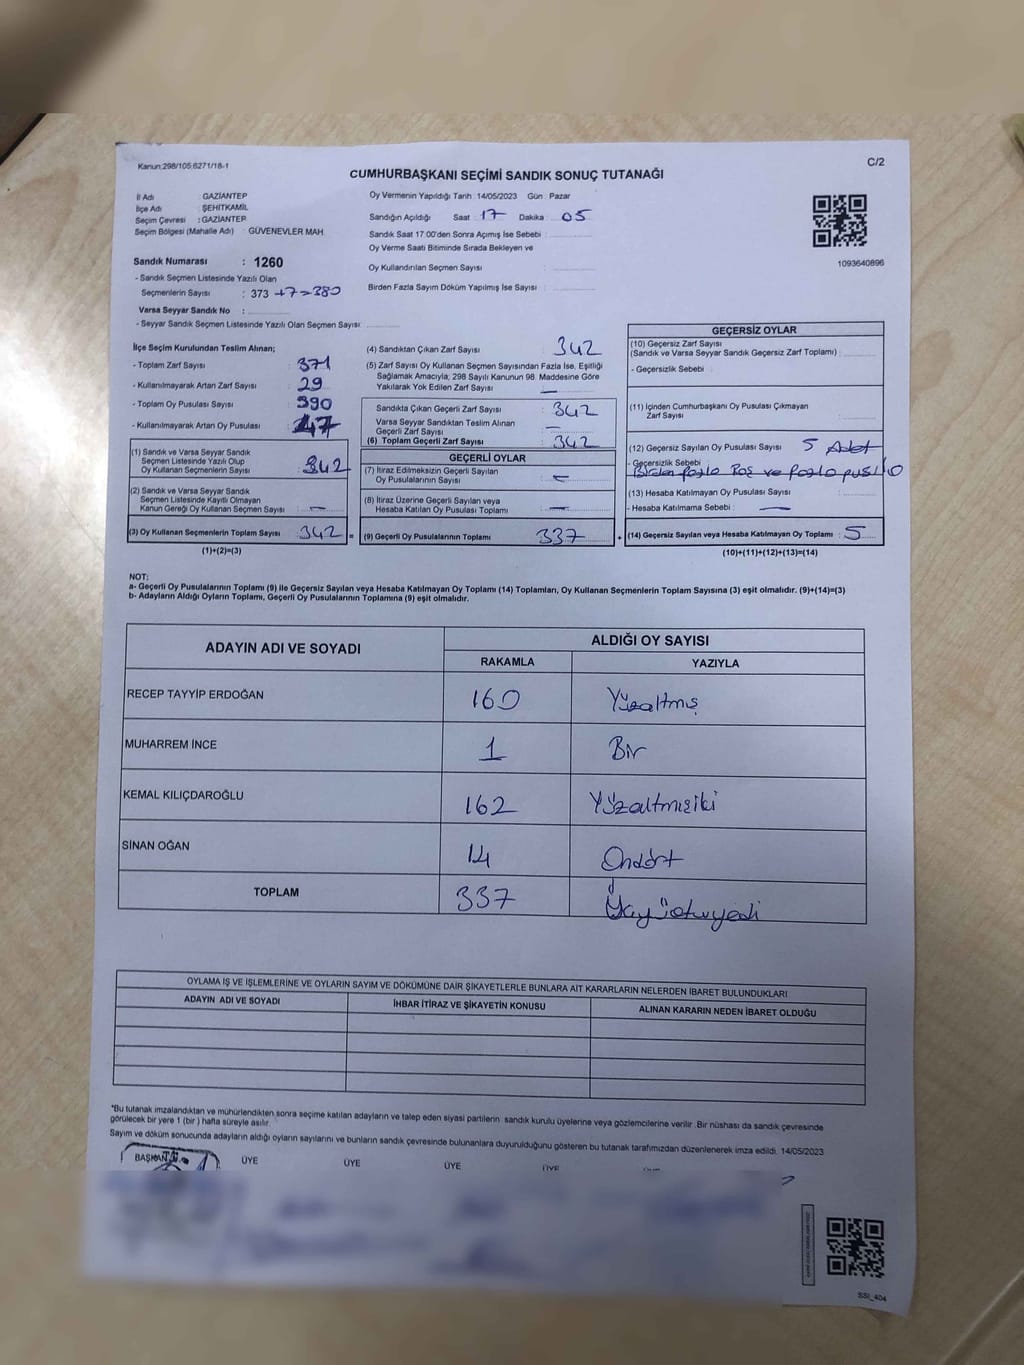 Kanun:298/105;6271/18-1
C/2
CUMHURBAŞKANI SEÇİMİ SANDIK SONUÇ TUTANAĞI
İl Adı : GAZİANTEP
İlçe Adı : ŞEHİTKAMİL
Seçim Çevresi : GAZİANTEP
Seçim Bölgesi (Mahalle Adı) : GÜVENEVLER MAH.
Sandık Numarası : 1260
- Sandık Seçmen Listesinde Yazılı Olan
Seçmenlerin Sayısı : 373 +7=380
Varsa Seyyar Sandık No :
- Seyyar Sandık Seçmen Listesinde Yazılı Olan Seçmen Sayısı
Oy Vermenin Yapıldığı Tarih : 14/05/2023 Gün : Pazar
Sandığın Açıldığı Saat 17 Dakika 05
Sandık Saat 17:00'den Sonra Açımış İse Sebebi :
Oy Verme Saati Bitiminde Sırada Bekleyen ve
Oy Kullandırılan Seçmen Sayısı :
Birden Fazla Sayım Döküm Yapılmış İse Sayısı :
1093640896
İlçe Seçim Kurulundan Teslim Alınan;
- Toplam Zarf Sayısı : 371
- Kullanılmayarak Artan Zarf Sayısı : 29
- Toplam Oy Pusulası Sayısı : 390
- Kullanılmayarak Artan Oy Pusulası : 47
(1) Sandık ve Varsa Seyyar Sandık
Seçmen Listesinde Yazılı Olup
Oy Kullanan Seçmenlerin Sayısı : 342
(2) Sandık ve Varsa Seyyar Sandık
Seçmen Listesinde Kayıtlı Olmayan
Kanun Gereği Oy Kullanan Seçmen Sayısı : —
(3) Oy Kullanan Seçmenlerin Toplam Sayısı : 342 =
(1)+(2)=(3)
(4) Sandıktan Çıkan Zarf Sayısı : 342
(5) Zarf Sayısı Oy Kullanan Seçmen Sayısından Fazla İse, Eşitliği
Sağlamak Amacıyla; 298 Sayılı Kanunun 98. Maddesine Göre
Yakılarak Yok Edilen Zarf Sayısı : —
Sandıkta Çıkan Geçerli Zarf Sayısı : 342
Varsa Seyyar Sandıktan Teslim Alınan
Geçerli Zarf Sayısı : —
(6) Toplam Geçerli Zarf Sayısı : 342
GEÇERLİ OYLAR
(7) İtiraz Edilmeksizin Geçerli Sayılan
Oy Pusulalarının Sayısı : —
(8) İtiraz Üzerine Geçerli Sayılan veya
Hesaba Katılan Oy Pusulası Toplamı : —
(9) Geçerli Oy Pusulalarının Toplamı : 337 +
GEÇERSİZ OYLAR
(10) Geçersiz Zarf Sayısı
(Sandık ve Varsa Seyyar Sandık Geçersiz Zarf Toplamı) :
- Geçersizlik Sebebi :
(11) İçinden Cumhurbaşkanı Oy Pusulası Çıkmayan
Zarf Sayısı :
(12) Geçersiz Sayılan Oy Pusulası Sayısı : 5 Adet
- Geçersizlik Sebebi :
Birden fazla Boş ve fazla
(13) Hesaba Katılmayan Oy Pusulası Sayısı :
- Hesaba Katılmama Sebebi : —
(14) Geçersiz Sayılan veya Hesaba Katılmayan Oy Toplamı : 5
(10)+(11)+(12)+(13)=(14)
NOT:
a- Geçerli Oy Pusulalarının Toplamı (9) ile Geçersiz Sayılan veya Hesaba Katılmayan Oy Toplamı (14) Toplamları, Oy Kullanan Seçmenlerin Toplam Sayısına (3) eşit olmalıdır. (9)+(14)=(3)
b- Adayların Aldığı Oyların Toplamı, Geçerli Oy Pusulalarının Toplamına (9) eşit olmalıdır.
ADAYIN ADI VE SOYADI
ALDIĞI OY SAYISI
RAKAMLA YAZIYLA
RECEP TAYYİP ERDOĞAN 160 Yüzaltmış
MUHARREM İNCE 1 Bir
KEMAL KILIÇDAROĞLU 162 Yüzaltmışiki
SİNAN OĞAN 14 Ondört
TOPLAM 337
OYLAMA İŞ VE İŞLEMLERİNE VE OYLARIN SAYIM VE DÖKÜMÜNE DAİR ŞİKAYETLERLE BUNLARA AİT KARARLARIN NELERDEN İBARET BULUNDUKLARI
ADAYIN ADI VE SOYADI İHBAR İTİRAZ VE ŞİKAYETİN KONUSU ALINAN KARARIN NEDEN İBARET OLDUĞU
*Bu tutanak imzalandıktan ve mühürlendikten sonra seçime katılan adayların ve talep eden siyasi partilerin sandık kurulu üyelerine veya gözlemcilerine verilir. Bir nüshası da sandık çevresinde
görülecek bir yere 1 (bir) hafta süreyle asılır.
Sayım ve döküm sonucunda adayların aldığı oyların sayılarını ve bunların sandık çevresinde bulunanlara duyurulduğunu gösteren bu tutanak tarafımızdan düzenlenerek imza edildi. 14/05/2023
BAŞKAN ÜYE ÜYE ÜYE ÜYE
SSI_404